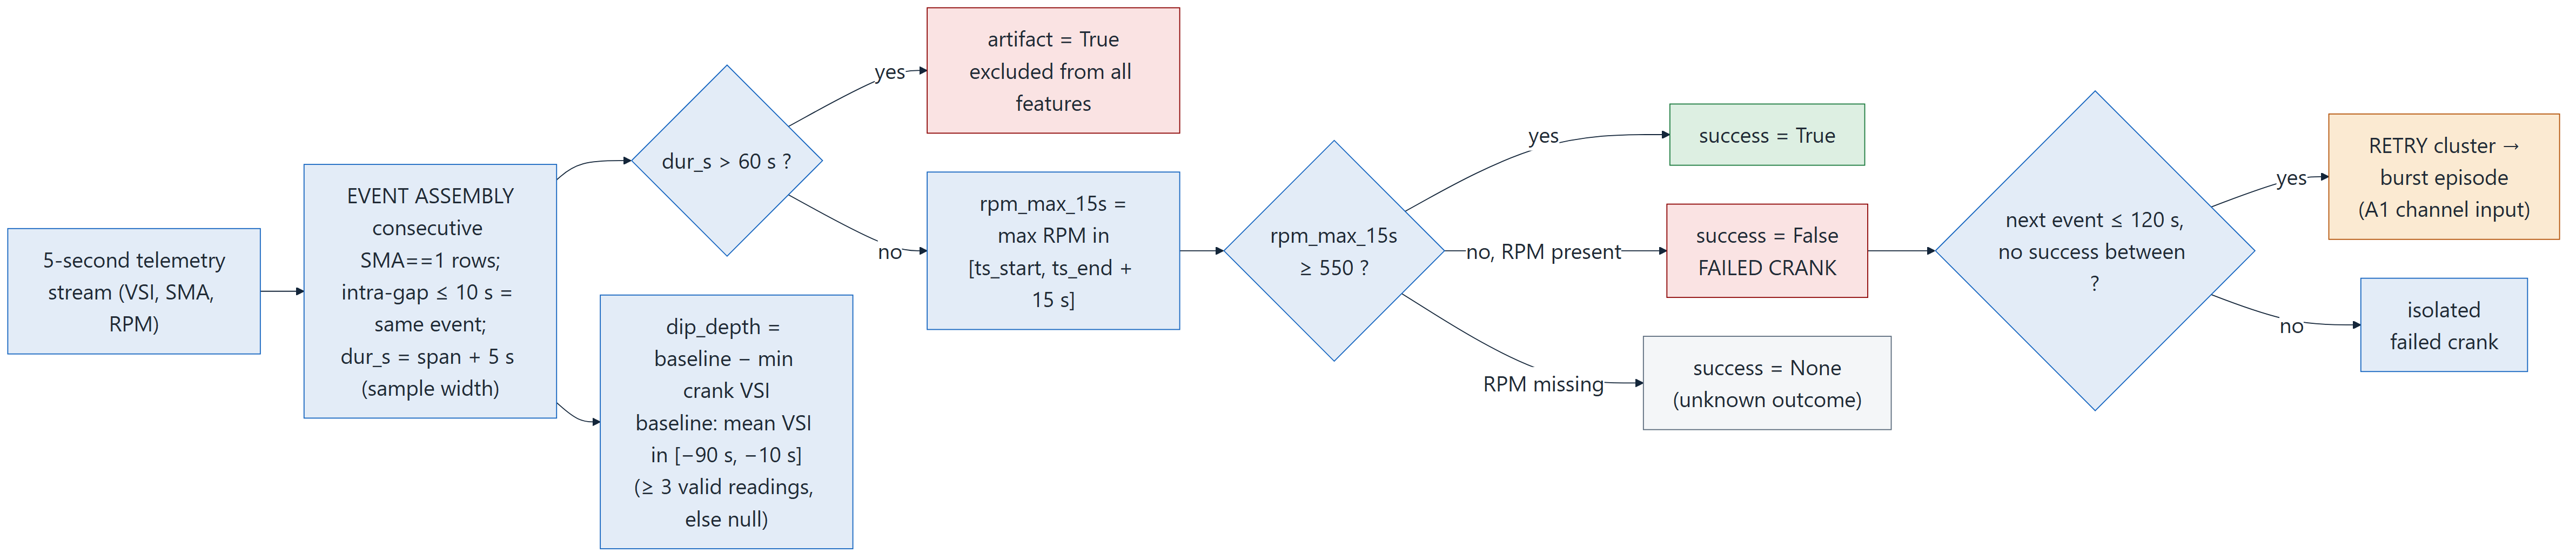 5-second telemetry
stream (VSI, SMA,
RPM)
EVENT ASSEMBLY
consecutive
SMA==1 rows;
intra-gap ≤ 10 s =
same event;
dur_s = span + 5 s
(sample width)
dur_s > 60 s ?
yes
artifact = True
excluded from all
features
no
rpm_max_15s =
max RPM in
[ts_start, ts_end +
15 s]
dip_depth =
baseline − min
crank VSI
baseline: mean VSI
in [−90 s, −10 s]
(≥ 3 valid readings,
else null)
rpm_max_15s
≥ 550 ?
yes
success = True
no, RPM present
success = False
FAILED CRANK
RPM missing
success = None
(unknown outcome)
next event ≤ 120 s,
no success between
?
yes
RETRY cluster →
burst episode
(A1 channel input)
no
isolated
failed crank